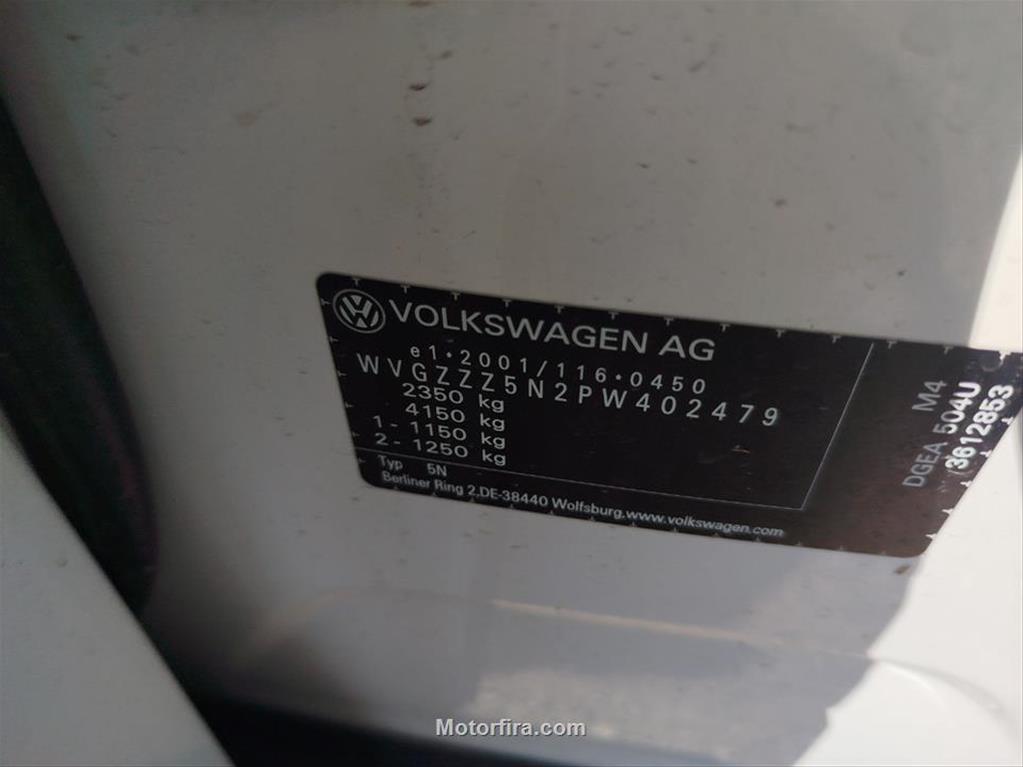 VOLKSWAGEN AG
e1*2001/116*0450
WVGZZZ5N2PW402479
2350 kg
4150 kg
1- 1150 kg
2- 1250 kg
Typ 5N
Berliner Ring 2,DE-38440 Wolfsburg,www.volkswagen.com
DGEA M4
504U
3612853
Motorfira.com